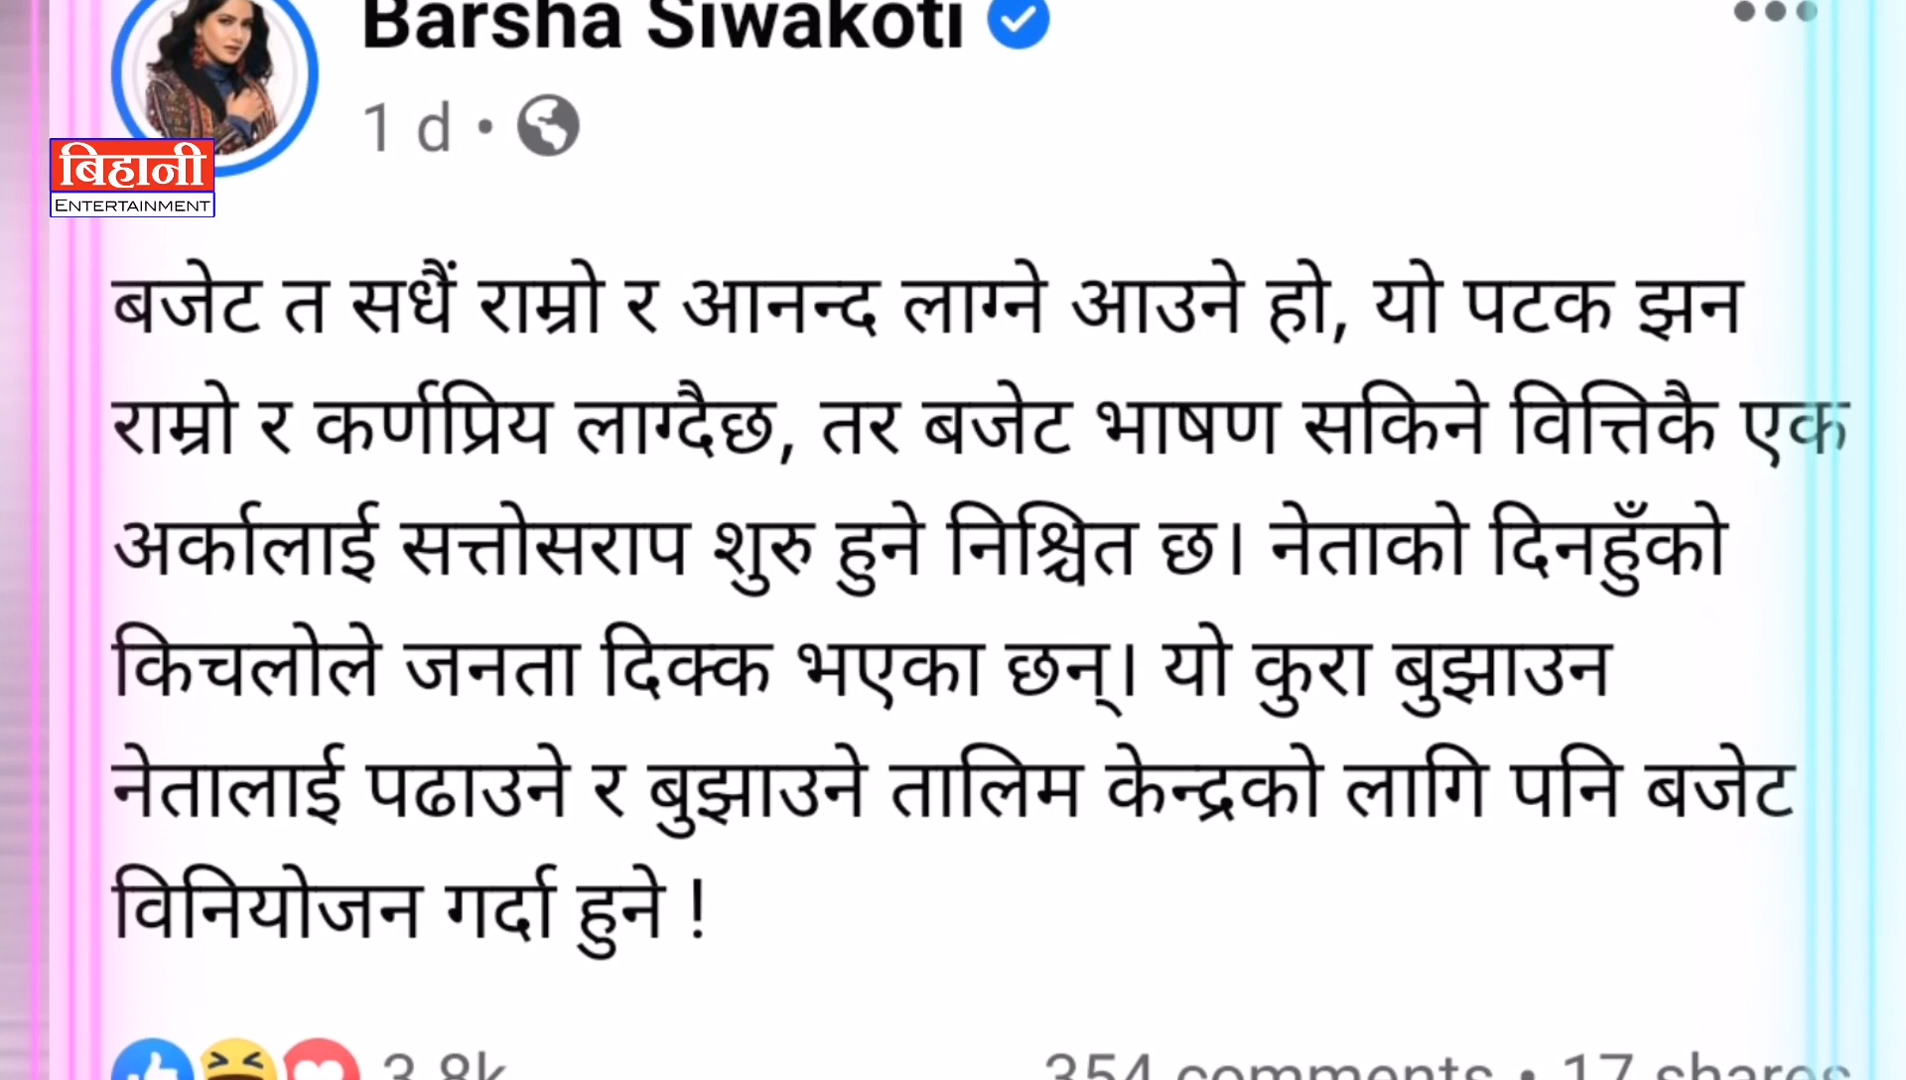 Barsha Siwakoti
1 d •
बिहानी
ENTERTAINMENT
बजेट त सधैं राम्रो र आनन्द लाग्ने आउने हो, यो पटक झन
राम्रो र कर्णप्रिय लाग्दैछ, तर बजेट भाषण सकिने वित्तिकै एक
अर्कालाई सत्तोसराप शुरु हुने निश्चित छ। नेताको दिनहुँको
किचलोले जनता दिक्क भएका छन्। यो कुरा बुझाउन
नेतालाई पढाउने र बुझाउने तालिम केन्द्रको लागि पनि बजेट
विनियोजन गर्दा हुने !
3.8k 354 comments • 17 shares